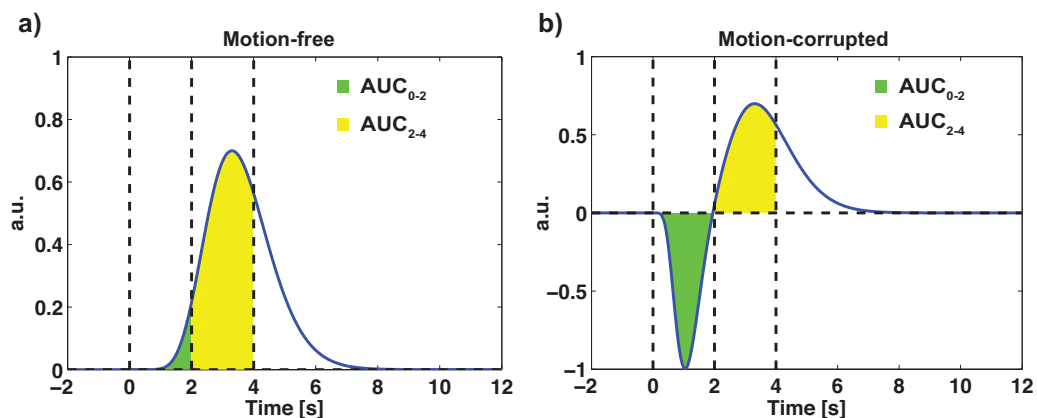 a)
Motion-free
1
0.8
0.6
0.4
0.2
0
a.u.
AUC0-2
AUC2-4
−2 0 2 4 6 8 10 12
Time [s]
b)
Motion-corrupted
1
0.5
0
−0.5
−1
a.u.
AUC0-2
AUC2-4
−2 0 2 4 6 8 10 12
Time [s]